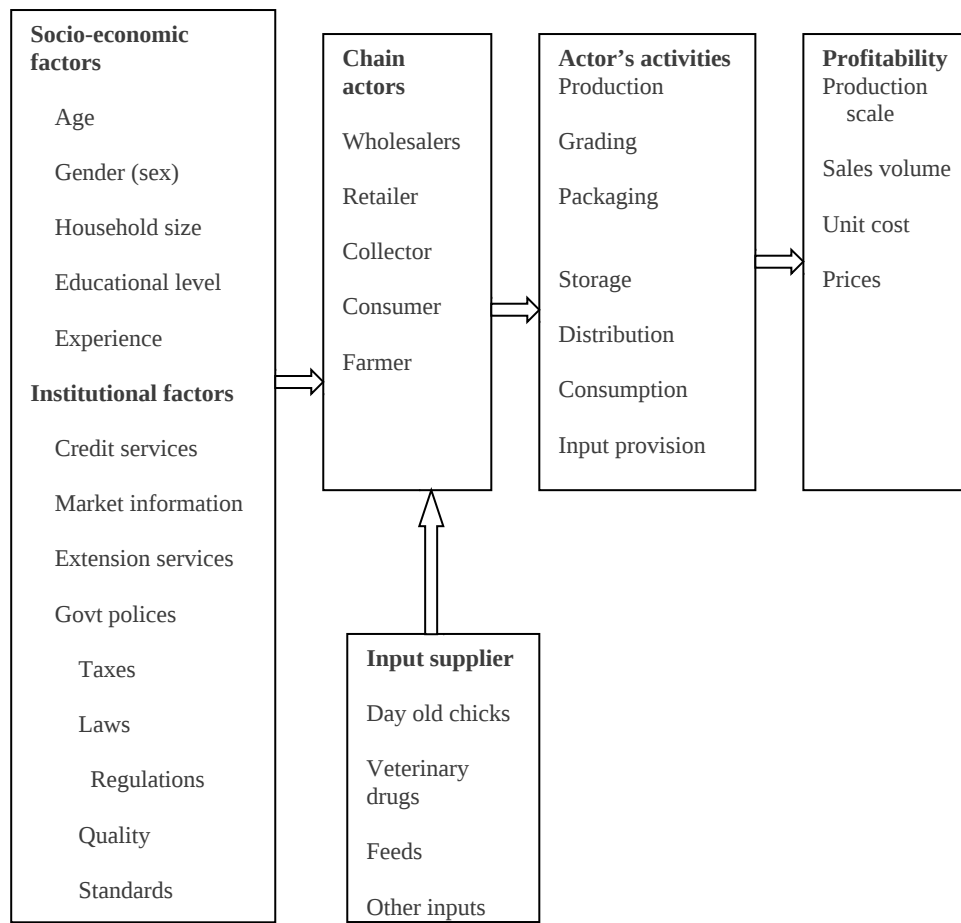 Socio-economic
factors
Age
Gender (sex)
Household size
Educational level
Experience
Institutional factors
Credit services
Market information
Extension services
Govt polices
Taxes
Laws
Regulations
Quality
Standards
Chain
actors
Wholesalers
Retailer
Collector
Consumer
Farmer
Actor’s activities
Production
Grading
Packaging
Storage
Distribution
Consumption
Input provision
Profitability
Production
scale
Sales volume
Unit cost
Prices
Input supplier
Day old chicks
Veterinary
drugs
Feeds
Other inputs